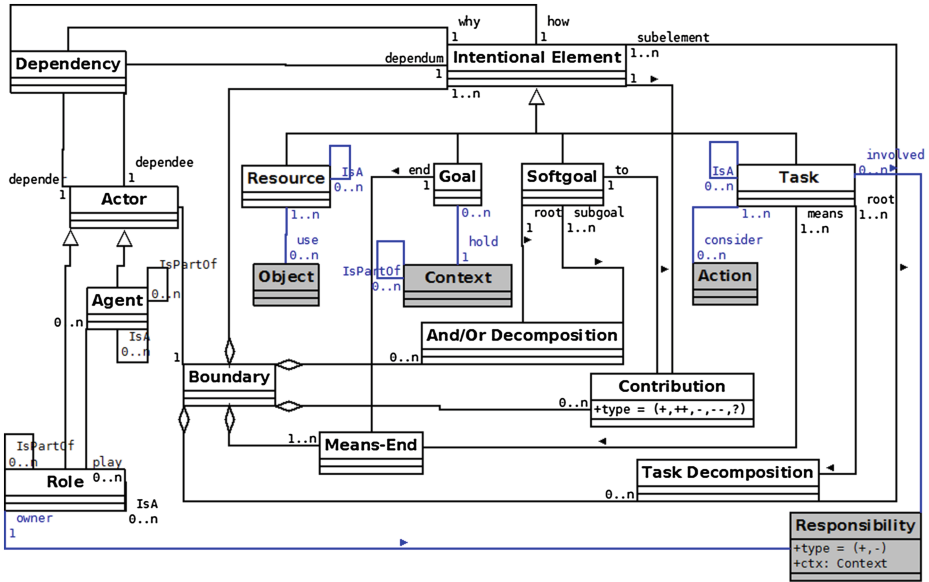 why
how
1
1
subelement
1..n
Dependency
dependum
1
Intentional Element
1
1..n
involved
0..n
dependee
1
depender
1
Actor
Resource
IsA
0..n
end
1
Goal
Softgoal
to
1
IsA
0..n
Task
1..n
0..n
root
1
subgoal
1..n
1..n
means
1..n
root
1..n
use
0..n
hold
1
consider
0..n
IsPartOf
0..n
Object
Context
Action
IsPartOf
0..n
Agent
0..n
IsA
0..n
And/Or Decomposition
0..n
1
Boundary
Contribution
+type = (+,++,-,--,?)
0..n
1..n
Means-End
IsPartOf
0..n
play
0..n
Role
IsA
0..n
Task Decomposition
0..n
owner
1
Responsibility
+type = (+,-)
+ctx: Context